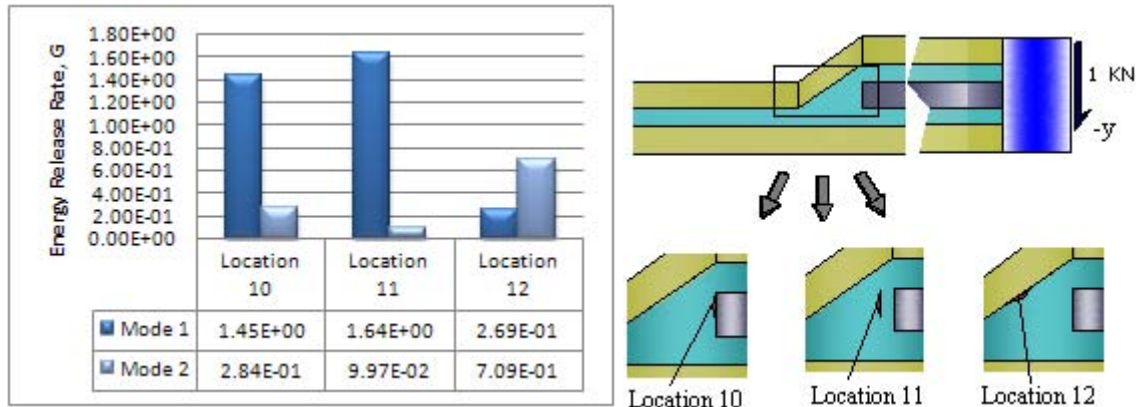 Energy Release Rate, G
1.80E+00
1.60E+00
1.40E+00
1.20E+00
1.00E+00
8.00E-01
6.00E-01
4.00E-01
2.00E-01
0.00E+00
Location 10
Location 11
Location 12
Mode 1 1.45E+00 1.64E+00 2.69E-01
Mode 2 2.84E-01 9.97E-02 7.09E-01
1 KN
-y
Location 10
Location 11
Location 12